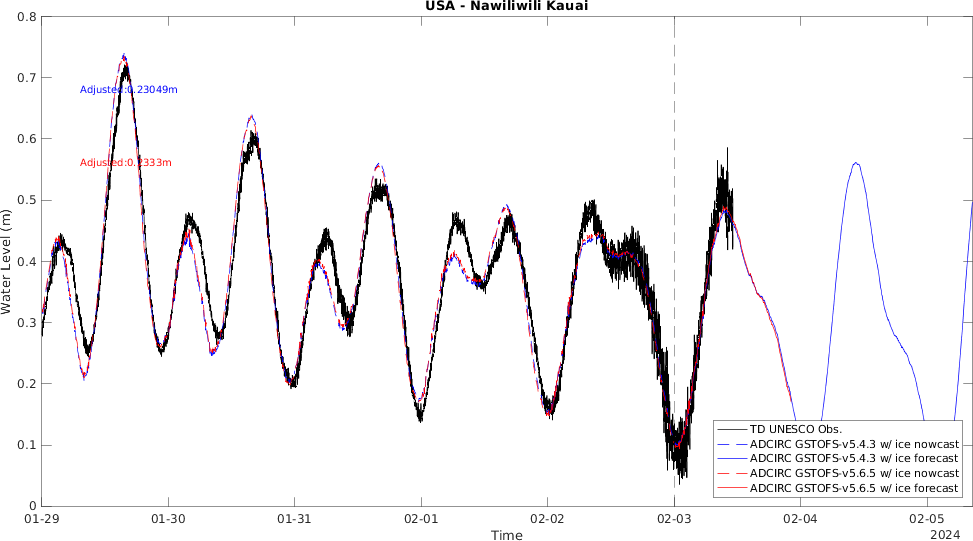 USA - Nawiliwili Kauai
0.8
0.7
0.6
0.5
0.4
0.3
0.2
0.1
0
Water Level (m)
Adjusted:0.23049m
Adjusted:0.2333m
TD UNESCO Obs.
ADCIRC GSTOFS-v5.4.3 w/ ice nowcast
ADCIRC GSTOFS-v5.4.3 w/ ice forecast
ADCIRC GSTOFS-v5.6.5 w/ ice nowcast
ADCIRC GSTOFS-v5.6.5 w/ ice forecast
01-29 01-30 01-31 02-01 02-02 02-03 02-04 02-05
Time
2024